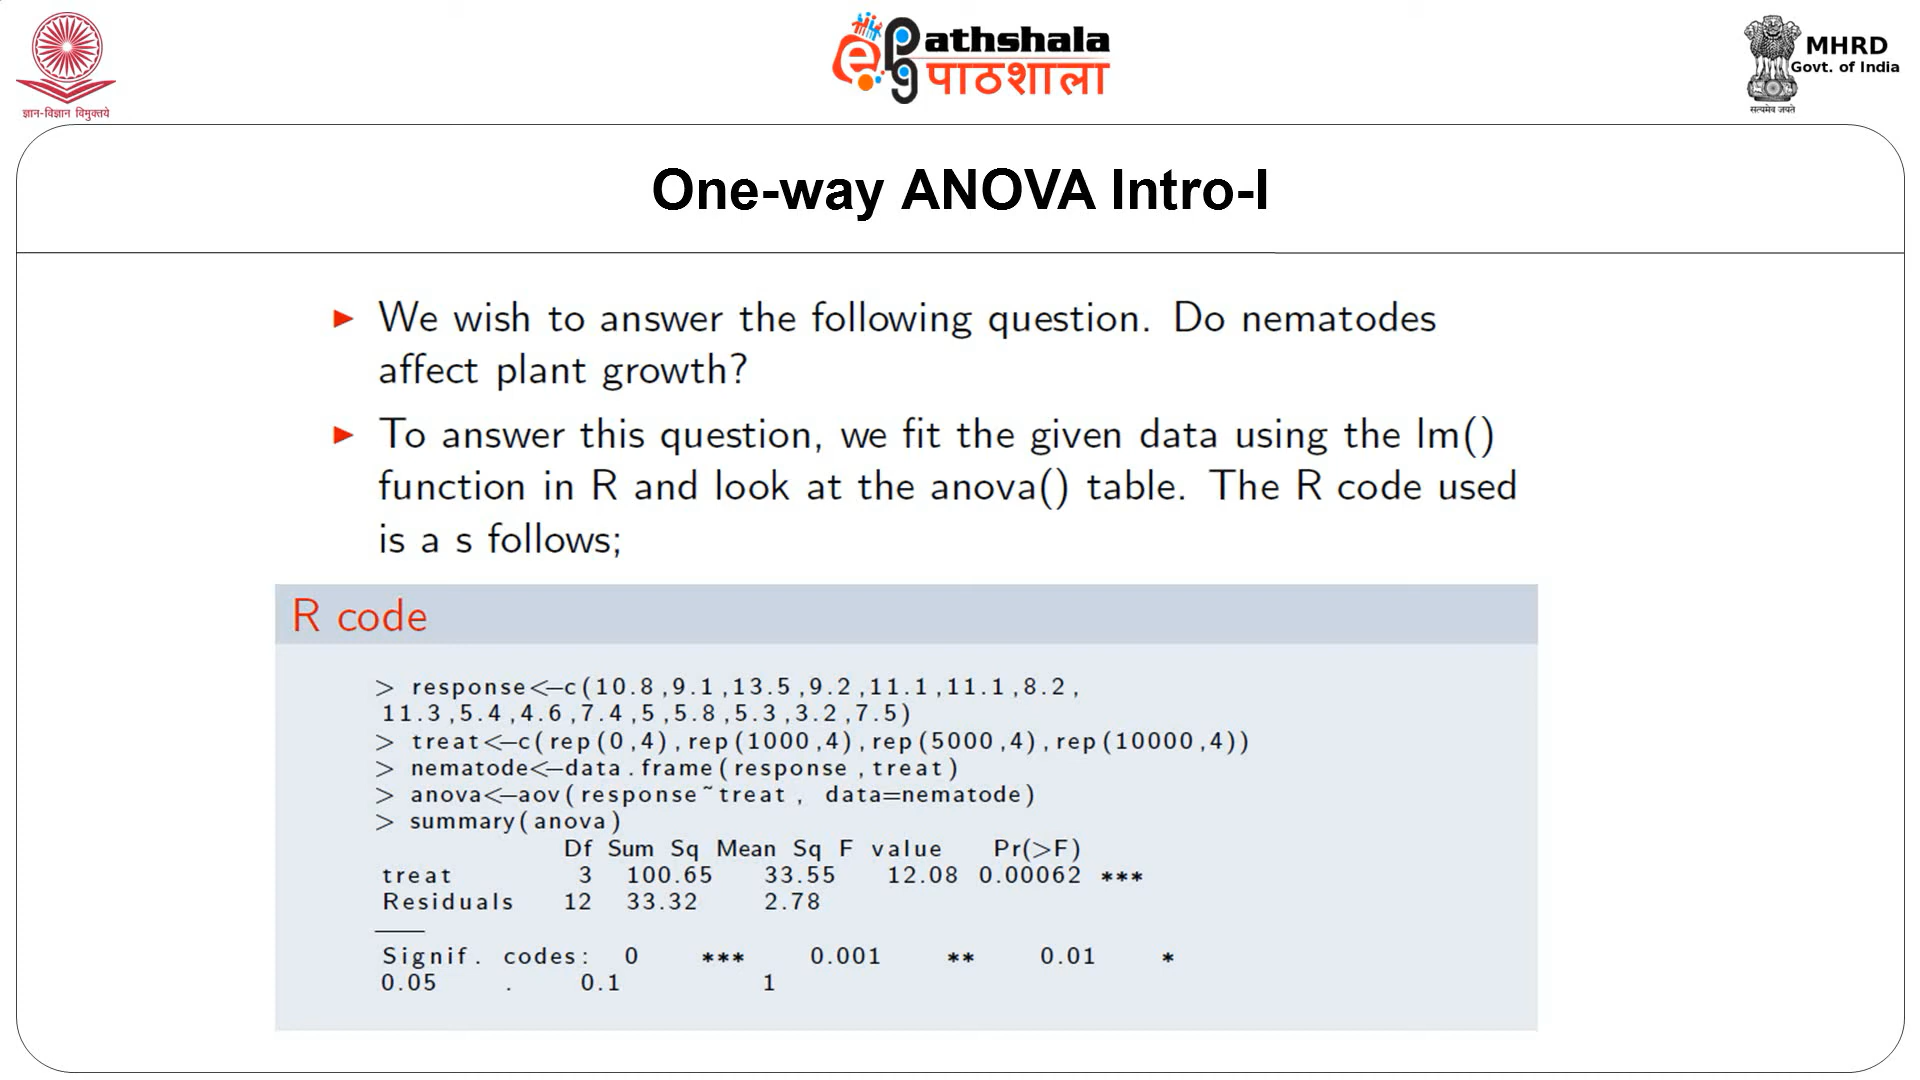 ज्ञान-विज्ञान विमुक्तये
ePG Pathshala
पाठशाला
MHRD
Govt. of India
सत्यमेव जयते
One-way ANOVA Intro-I
► We wish to answer the following question. Do nematodes
affect plant growth?
► To answer this question, we fit the given data using the lm()
function in R and look at the anova() table. The R code used
is a s follows;
R code
> response<-c(10.8,9.1,13.5,9.2,11.1,11.1,8.2,
11.3,5.4,4.6,7.4,5,5.8,5.3,3.2,7.5)
> treat<-c(rep(0,4),rep(1000,4),rep(5000,4),rep(10000,4))
> nematode<-data.frame(response,treat)
> anova<-aov(response~treat, data=nematode)
> summary(anova)
Df Sum Sq Mean Sq F value Pr(>F)
treat 3 100.65 33.55 12.08 0.00062 ***
Residuals 12 33.32 2.78
Signif. codes: 0 *** 0.001 ** 0.01 *
0.05 . 0.1 1